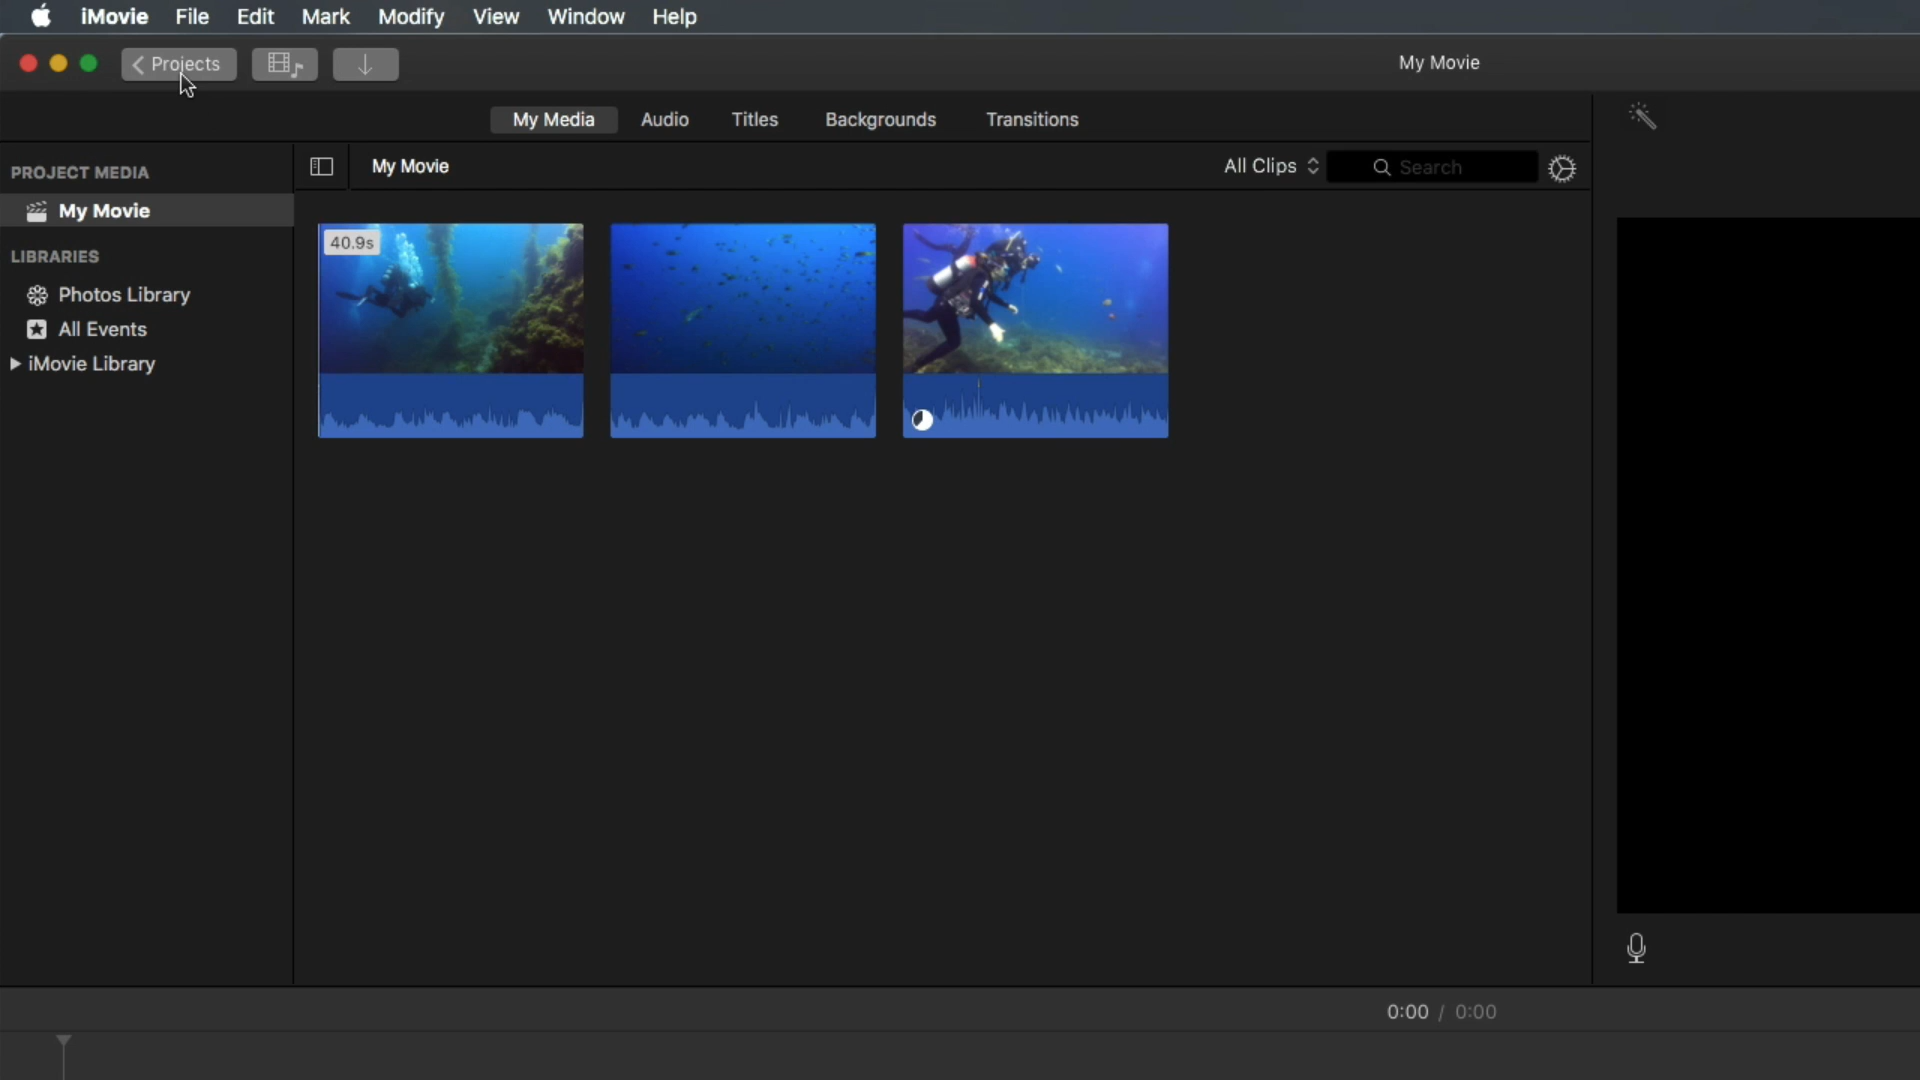 iMovie File Edit Mark Modify View Window Help
Projects
My Movie
My Media Audio Titles Backgrounds Transitions
PROJECT MEDIA
My Movie
LIBRARIES
Photos Library
All Events
iMovie Library
My Movie
All Clips
Search
40.9s
0:00 / 0:00